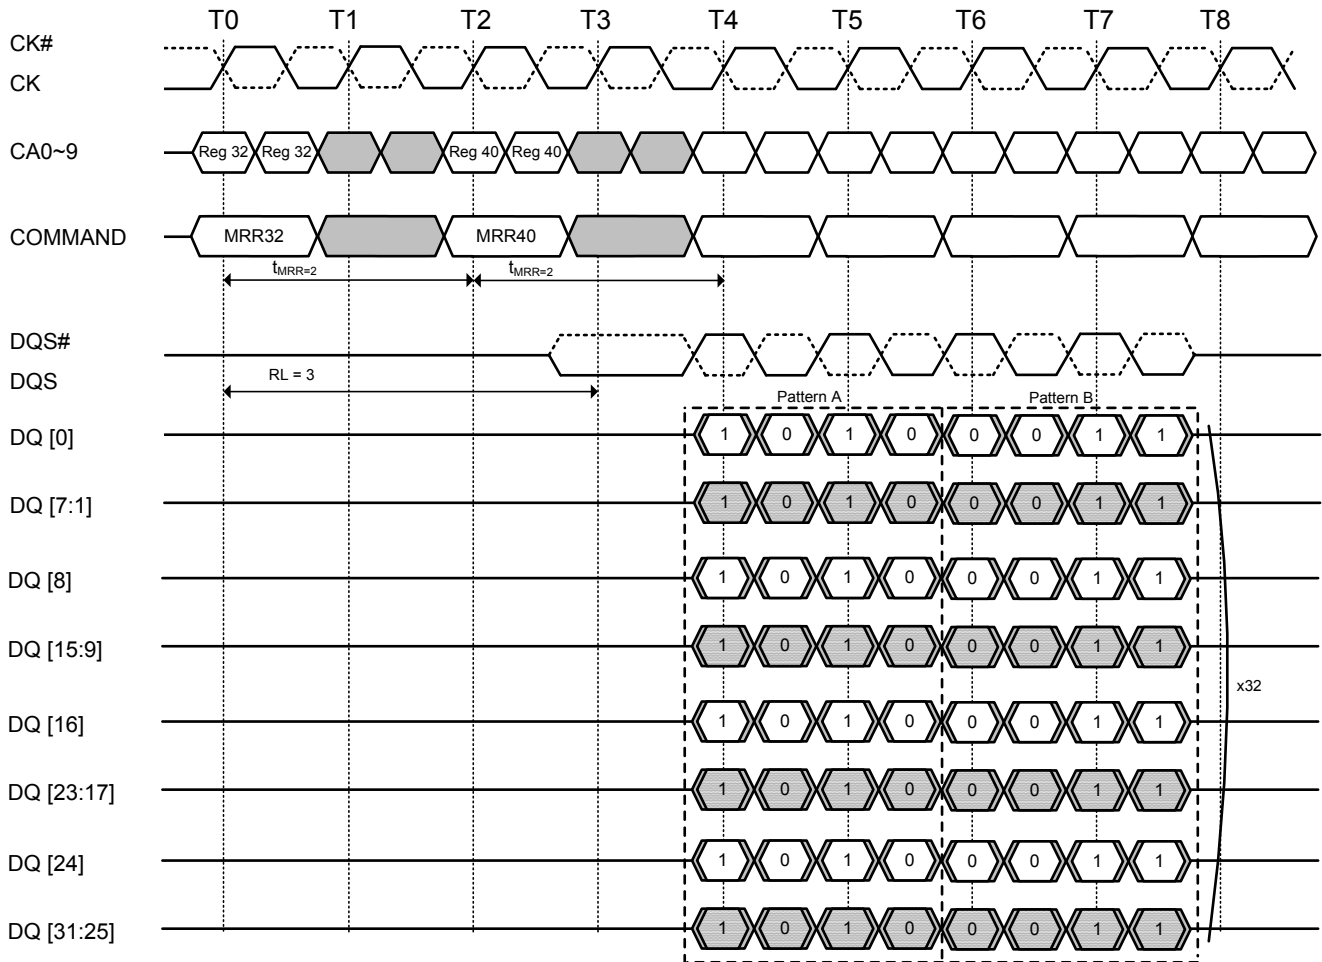 T0 T1 T2 T3 T4 T5 T6 T7 T8
CK#
CK
CA0~9 Reg 32 Reg 32 Reg 40 Reg 40
COMMAND MRR32 MRR40
tMRR=2 tMRR=2
DQS#
DQS RL = 3
Pattern A Pattern B
DQ [0] 1 0 1 0 0 0 1 1
DQ [7:1] 1 0 1 0 0 0 1 1
DQ [8] 1 0 1 0 0 0 1 1
DQ [15:9] 1 0 1 0 0 0 1 1
x32
DQ [16] 1 0 1 0 0 0 1 1
DQ [23:17] 1 0 1 0 0 0 1 1
DQ [24] 1 0 1 0 0 0 1 1
DQ [31:25] 1 0 1 0 0 0 1 1